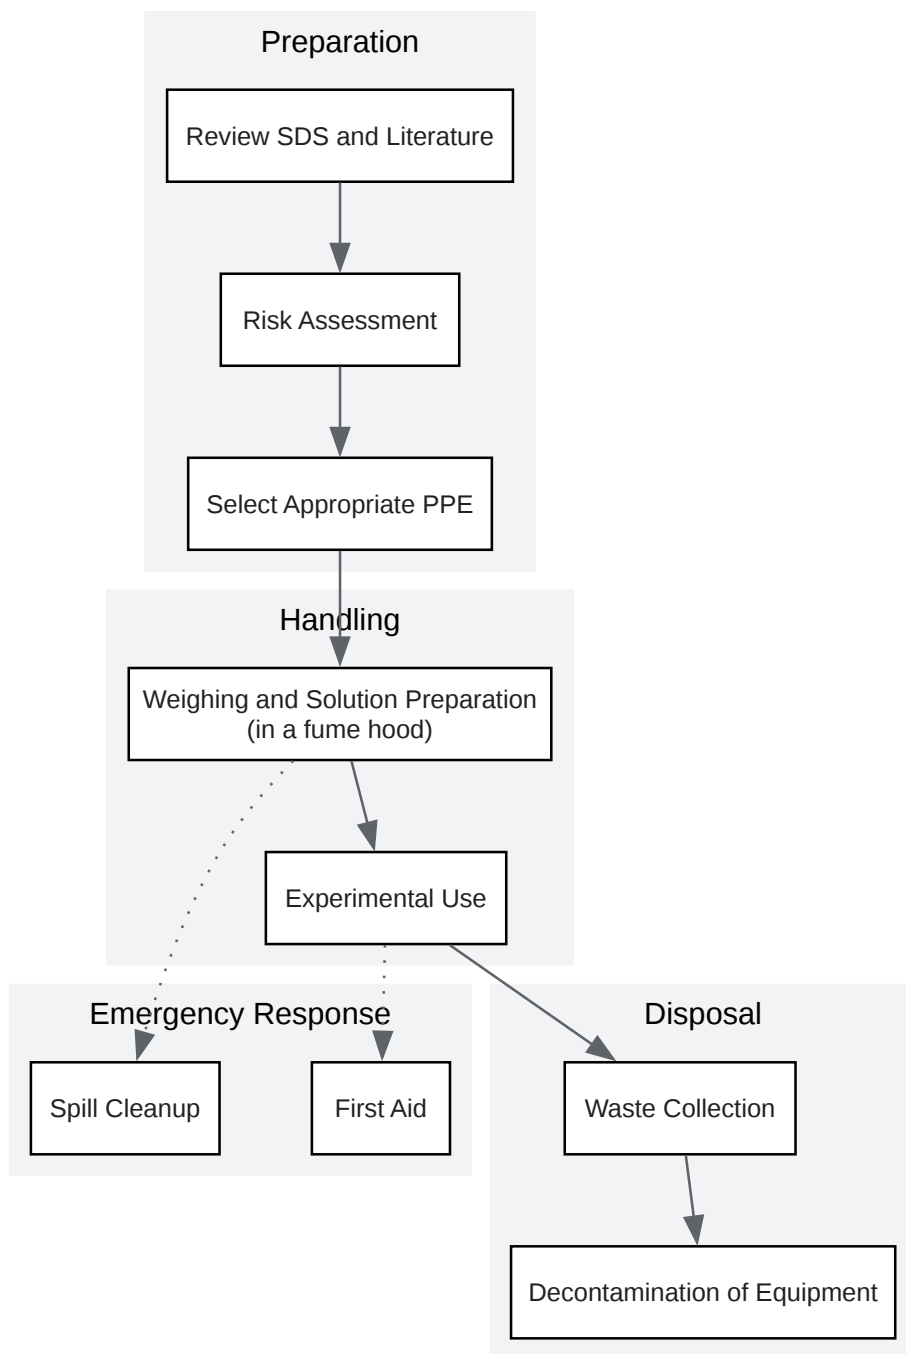 Preparation
Review SDS and Literature
Risk Assessment
Select Appropriate PPE
Handling
Weighing and Solution Preparation
(in a fume hood)
Experimental Use
Emergency Response
Spill Cleanup
First Aid
Disposal
Waste Collection
Decontamination of Equipment